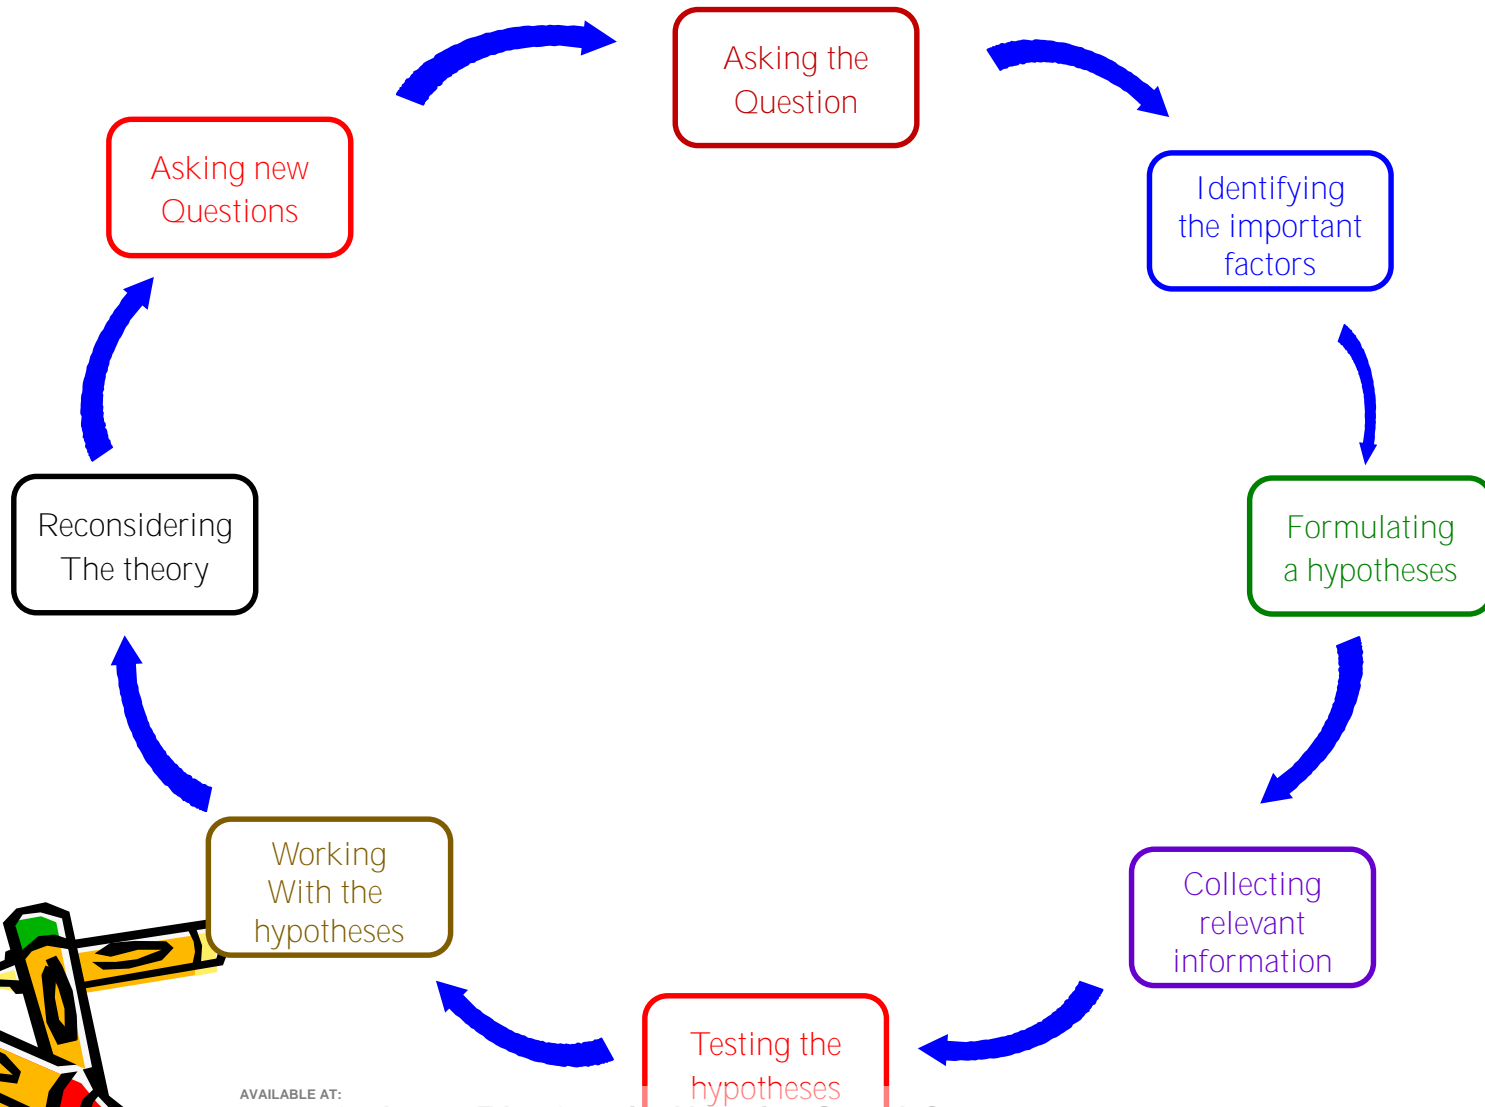 Asking the
Question
Identifying
the important
factors
Formulating
a hypotheses
Collecting
relevant
information
Testing the
hypotheses
Working
With the
hypotheses
Reconsidering
The theory
Asking new
Questions
AVAILABLE AT: